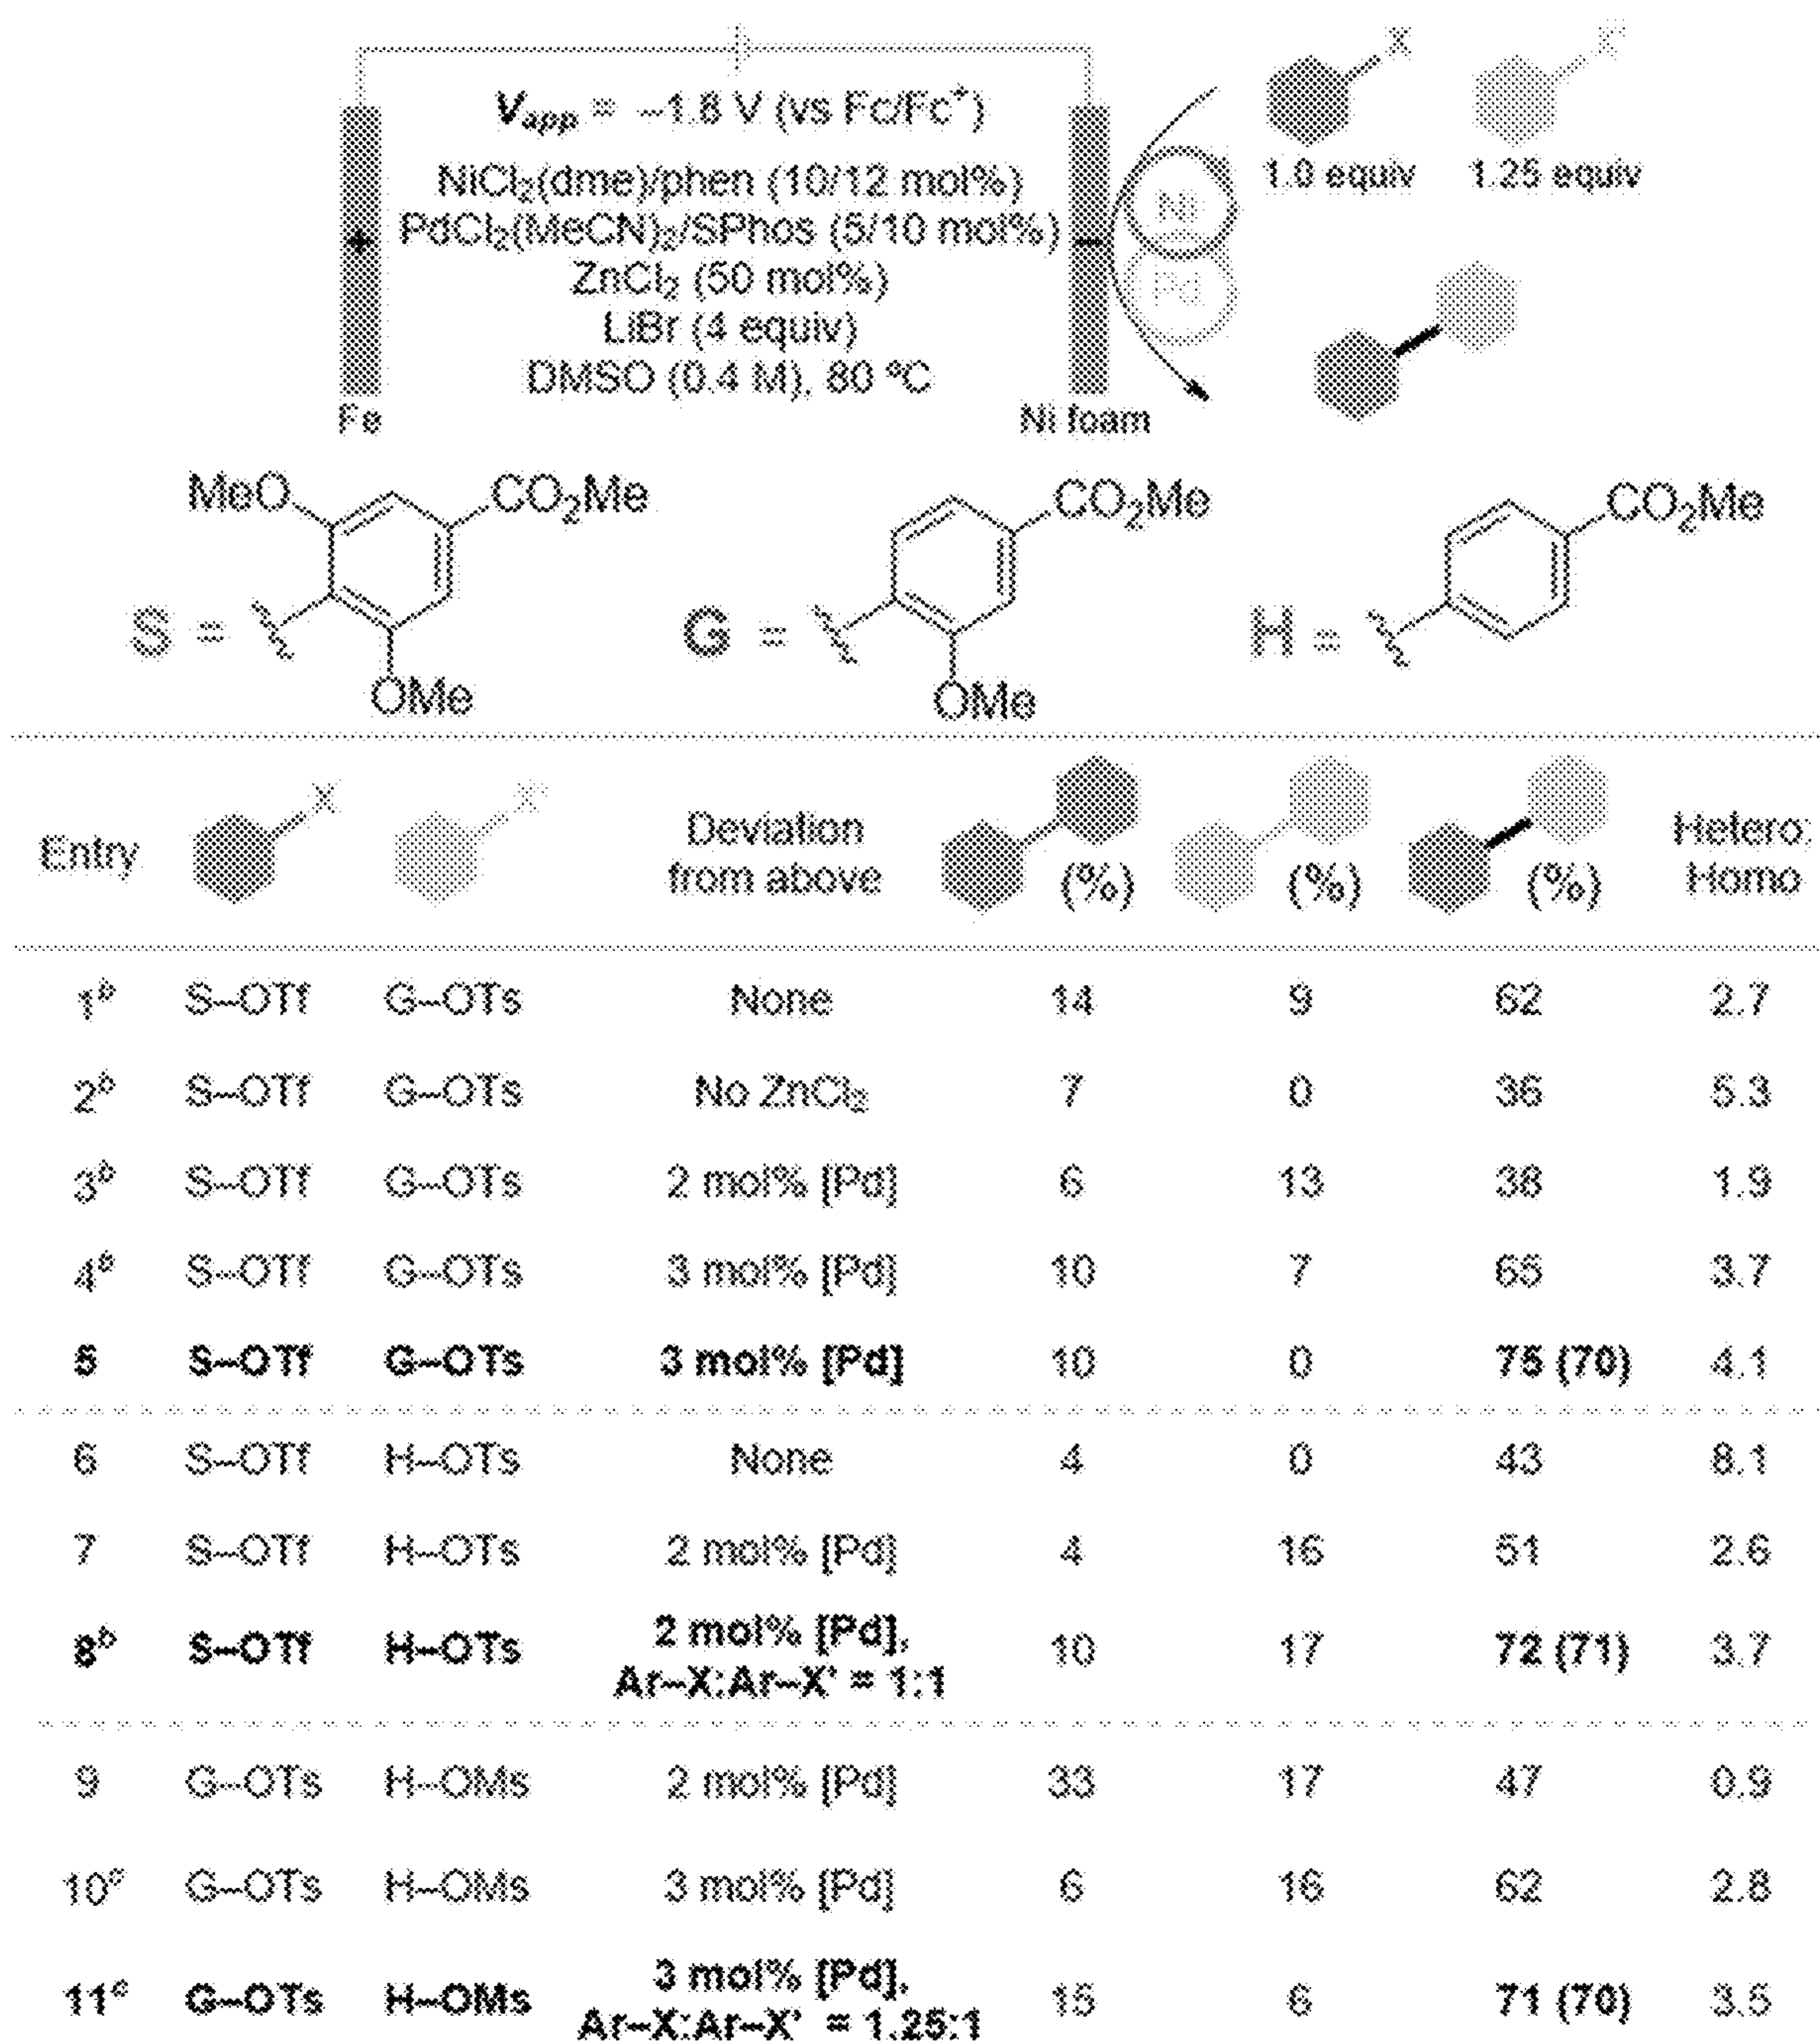 X X'
V_app = –1.8 V (vs Fc/Fc⁺)
1.0 equiv 1.25 equiv
NiCl₂(dme)/phen (10/12 mol%)
Ni
+ PdCl₂(MeCN)₂/SPhos (5/10 mol%) –
ZnCl₂ (50 mol%)
Pd
LiBr (4 equiv)
DMSO (0.4 M), 80 ºC
Fe Ni foam
MeO CO₂Me CO₂Me CO₂Me
S = G = H =
OMe OMe
X X'
Entry Deviation from above (%) (%) (%) Hetero: Homo
1ᵇ S–OTf G–OTs None 14 9 62 2.7
2ᵇ S–OTf G–OTs No ZnCl₂ 7 0 36 5.3
3ᵇ S–OTf G–OTs 2 mol% [Pd] 6 13 38 1.9
4ᵇ S–OTf G–OTs 3 mol% [Pd] 10 7 65 3.7
5 S–OTf G–OTs 3 mol% [Pd] 10 0 75 (70) 4.1
6 S–OTf H–OTs None 4 0 43 8.1
7 S–OTf H–OTs 2 mol% [Pd] 4 16 51 2.6
8ᵇ S–OTf H–OTs 2 mol% [Pd], 10 17 72 (71) 3.7
Ar–X:Ar–X' = 1:1
9 G–OTs H–OMs 2 mol% [Pd] 33 17 47 0.9
10ᶜ G–OTs H–OMs 3 mol% [Pd] 6 16 62 2.8
11ᶜ G–OTs H–OMs 3 mol% [Pd], 15 6 71 (70) 3.5
Ar–X:Ar–X' = 1.25:1